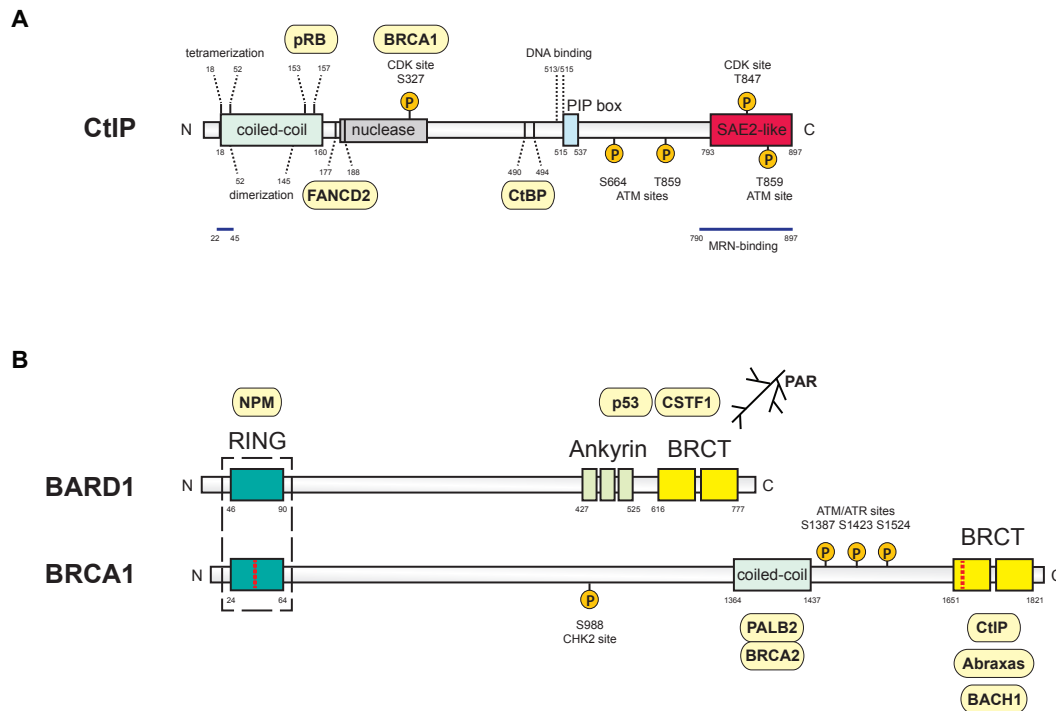 A
pRB
BRCA1
tetramerization
18 52
153 157
CDK site
S327
DNA binding
513/515
CDK site
T847
P
P
PIP box
CtIP
N
coiled-coil
nuclease
SAE2-like
C
18
160
515 537
793
897
P
P
P
177 188
52 145
dimerization
490 494
S664 T859
ATM sites
T859
ATM site
FANCD2
CtBP
22 45
790 897
MRN-binding
B
PAR
NPM
p53
CSTF1
RING
Ankyrin
BRCT
BARD1
N
C
46 90
427 525
616 777
ATM/ATR sites
S1387 S1423 S1524
P P P
BRCT
BRCA1
N
coiled-coil
C
24 64
1364 1437
1651 1821
P
S988
CHK2 site
PALB2
BRCA2
CtIP
Abraxas
BACH1